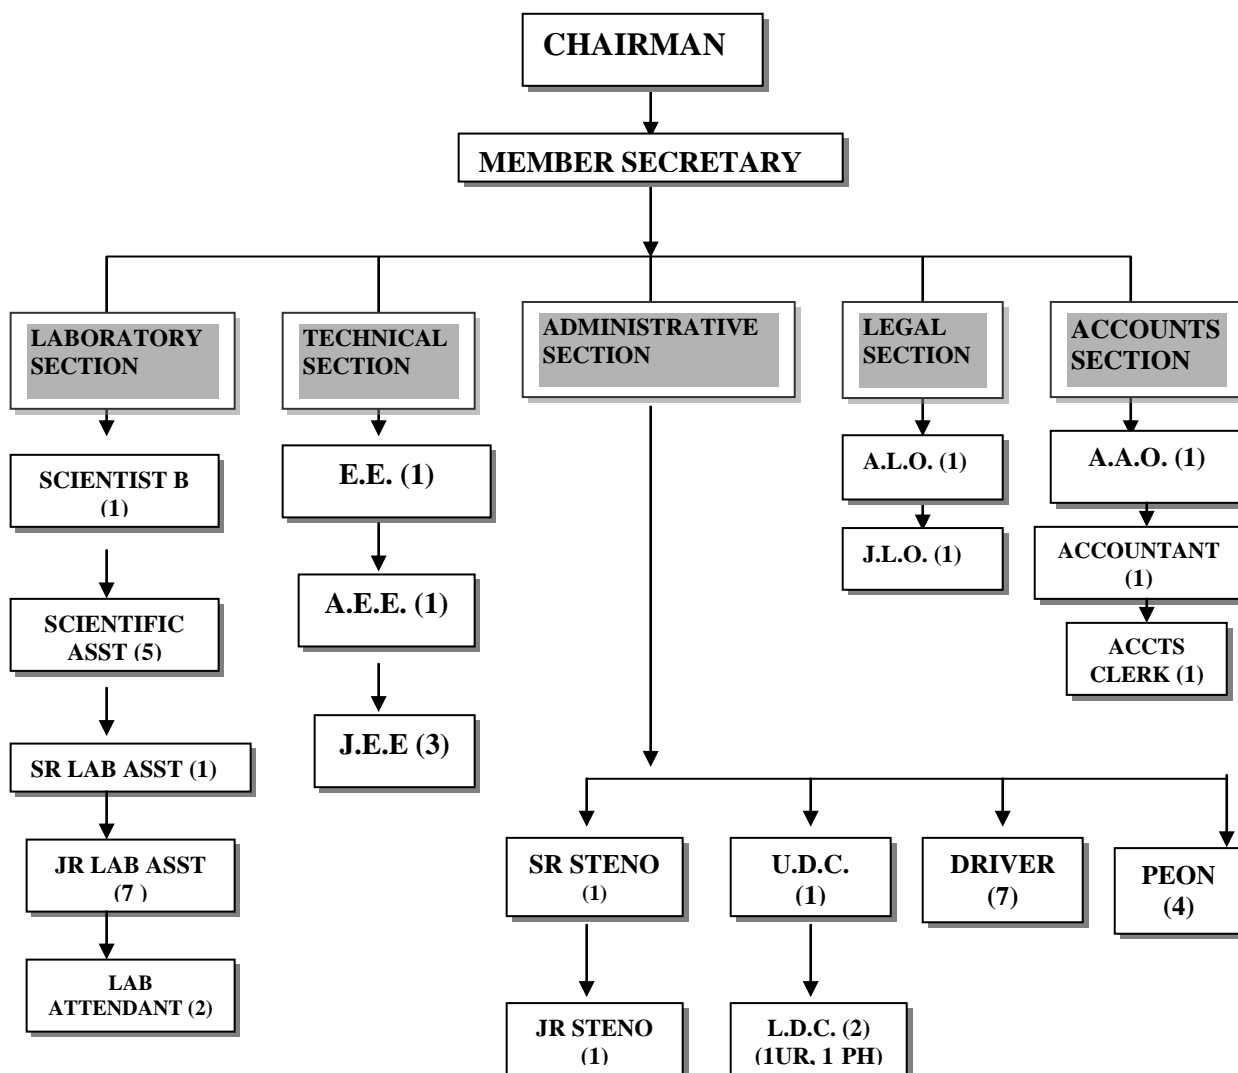 CHAIRMAN
MEMBER SECRETARY
LABORATORY
SECTION
TECHNICAL
SECTION
ADMINISTRATIVE
SECTION
LEGAL
SECTION
ACCOUNTS
SECTION
SCIENTIST B
(1)
E.E. (1)
A.L.O. (1)
A.A.O. (1)
J.L.O. (1)
ACCOUNTANT
(1)
SCIENTIFIC
ASST (5)
A.E.E. (1)
ACCTS
CLERK (1)
SR LAB ASST (1)
J.E.E (3)
JR LAB ASST
(7 )
SR STENO
(1)
U.D.C.
(1)
DRIVER
(7)
PEON
(4)
LAB
ATTENDANT (2)
JR STENO
(1)
L.D.C. (2)
(1UR, 1 PH)